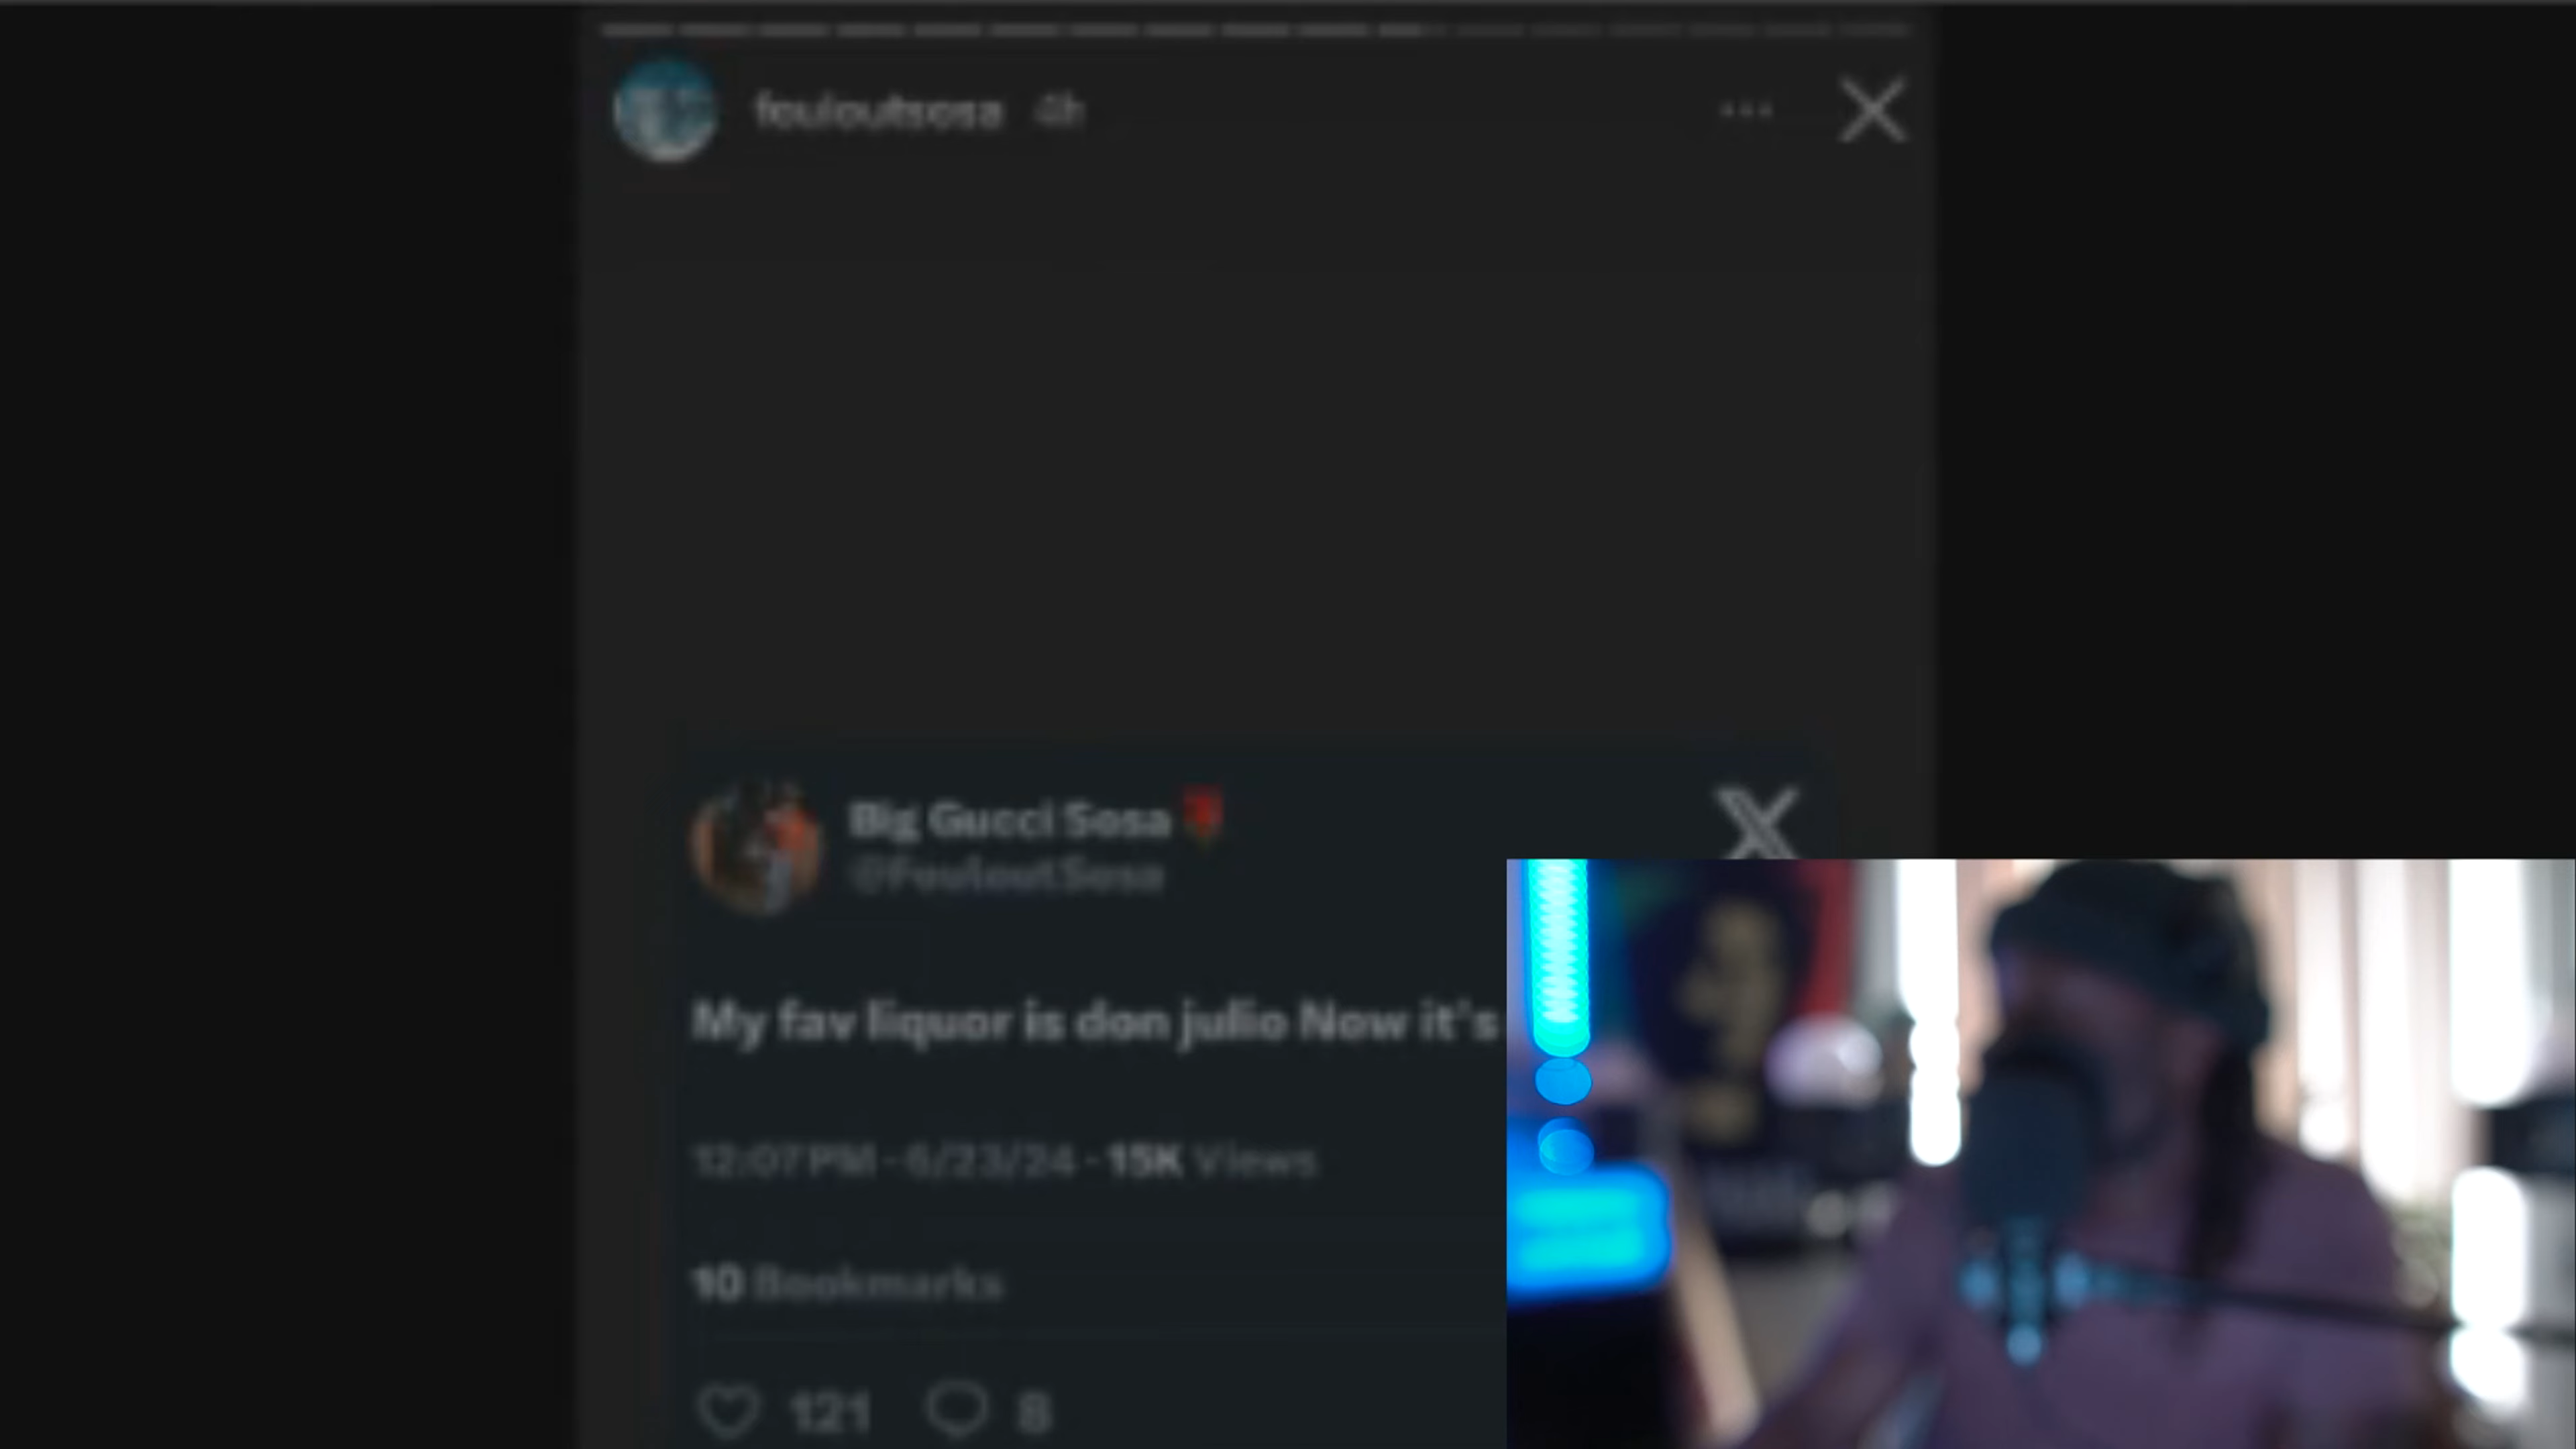 fouloutsosa 4h
Big Gucci Sosa
@FouloutSosa
My fav liquor is don julio Now it's
12:07 PM · 6/23/24 · 15K Views
10 Bookmarks
121 8